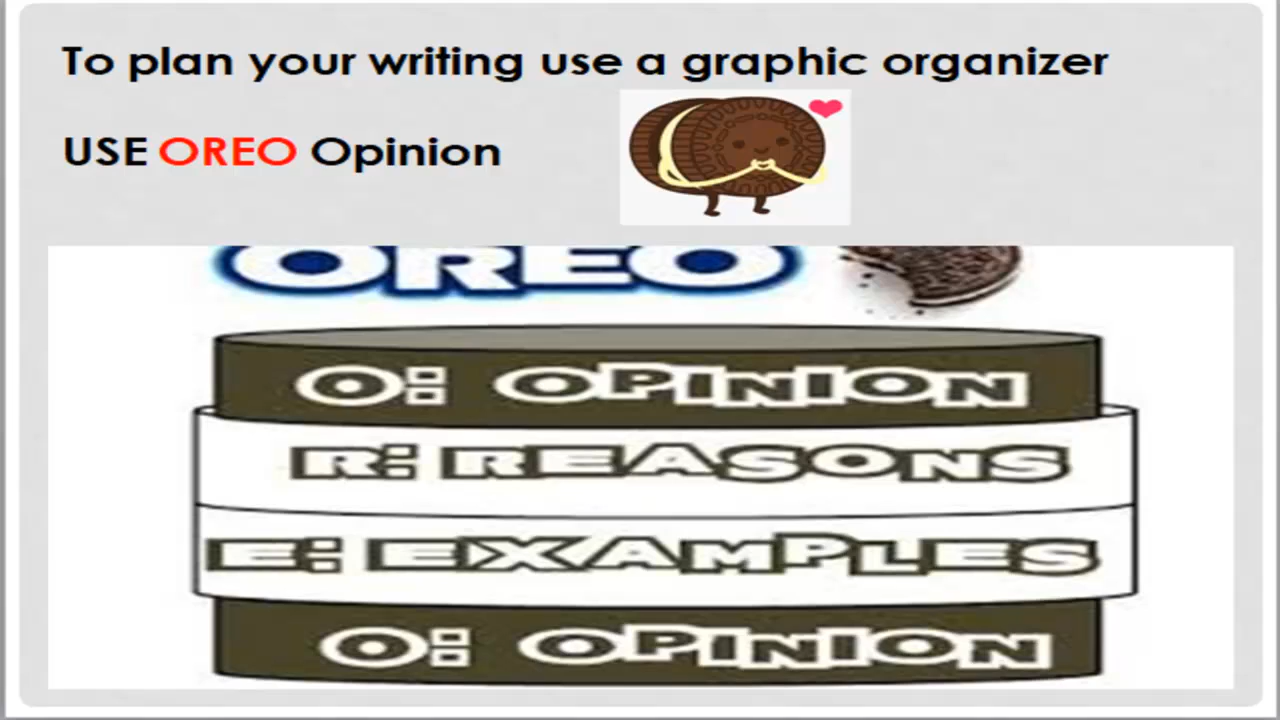 To plan your writing use a graphic organizer
USE OREO Opinion
OREO
O: OPINION
R: REASONS
E: EXAMPLES
O: OPINION